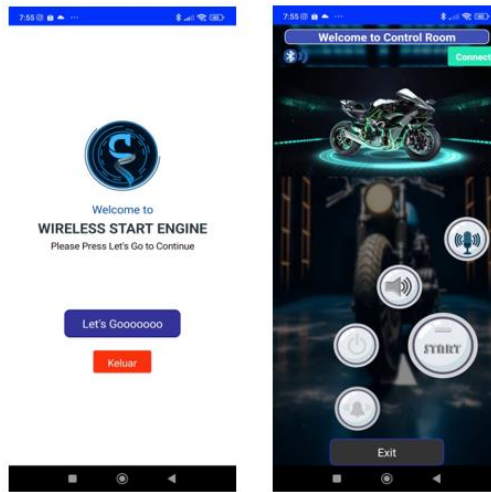 7:55
Welcome to
WIRELESS START ENGINE
Please Press Let's Go to Continue
Let's Gooooooo
Keluar
7:55
Welcome to Control Room
Connect
START
Exit